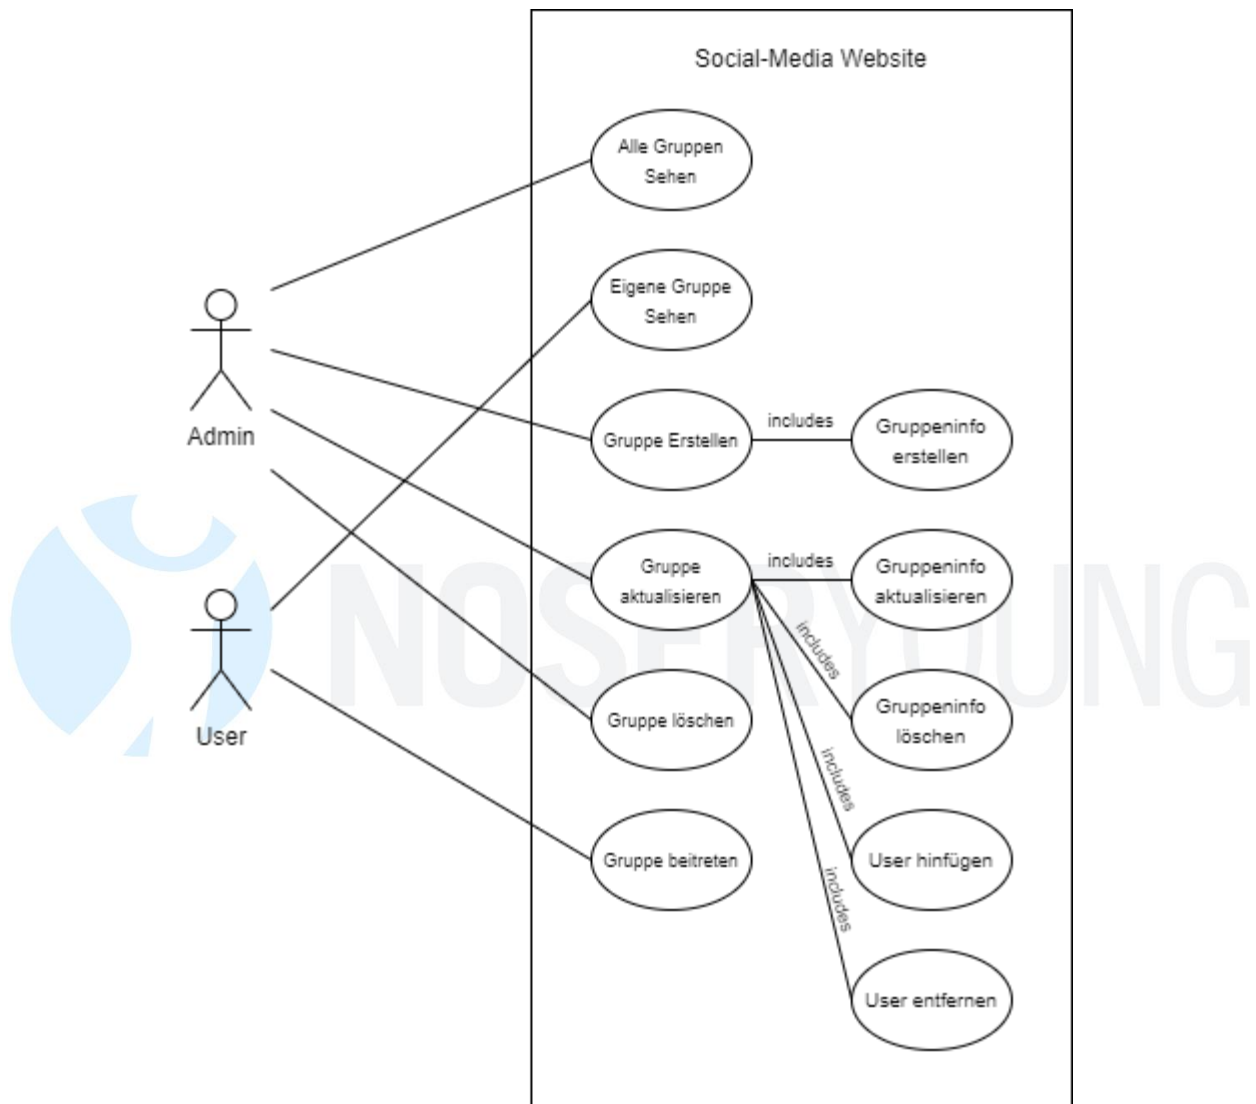 Social-Media Website
Alle Gruppen
Sehen
Eigene Gruppe
Sehen
Admin
Gruppe Erstellen
includes
Gruppeninfo
erstellen
Gruppe
aktualisieren
includes
Gruppeninfo
aktualisieren
includes
User
Gruppe löschen
Gruppeninfo
löschen
includes
Gruppe beitreten
User hinfügen
includes
User entfernen
NOSERYOUNG